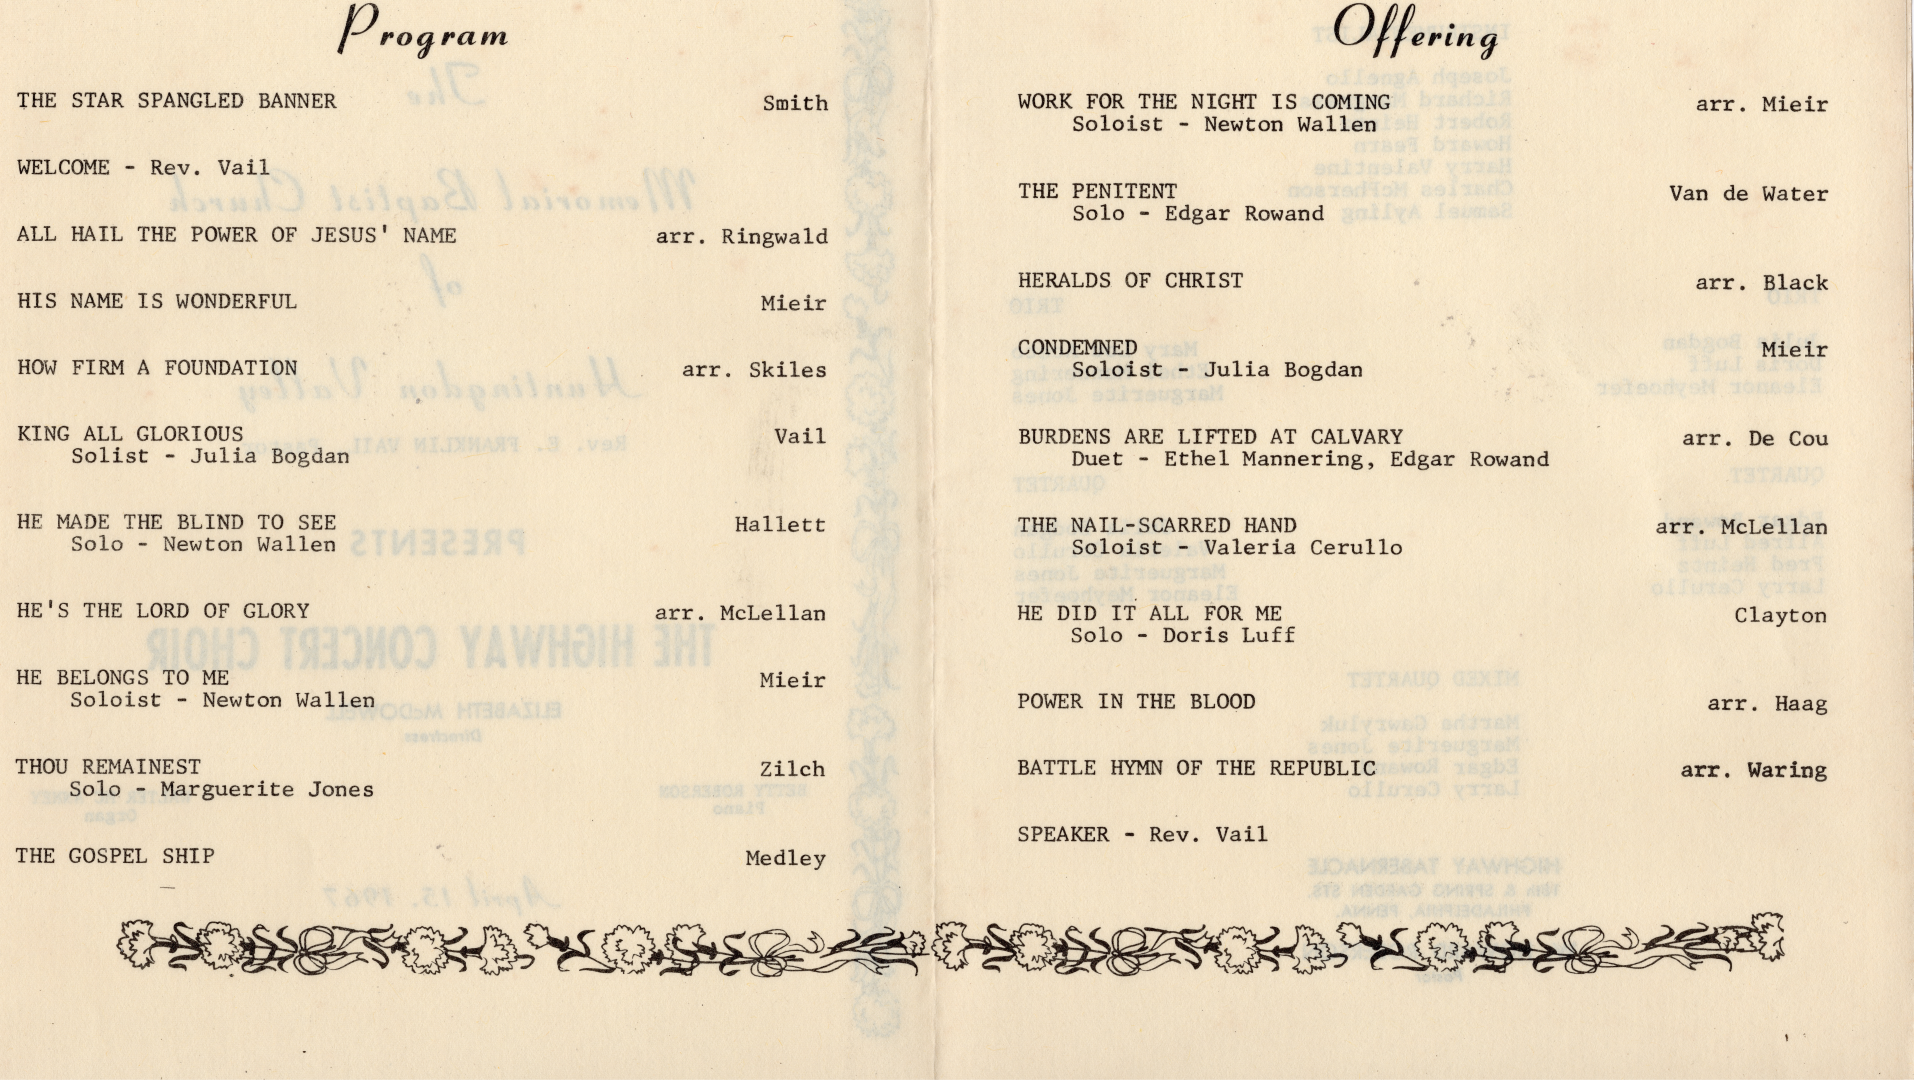 Program
THE STAR SPANGLED BANNER Smith
WELCOME - Rev. Vail
ALL HAIL THE POWER OF JESUS' NAME arr. Ringwald
HIS NAME IS WONDERFUL Mieir
HOW FIRM A FOUNDATION arr. Skiles
KING ALL GLORIOUS Vail
Solist - Julia Bogdan
HE MADE THE BLIND TO SEE Hallett
Solo - Newton Wallen
HE'S THE LORD OF GLORY arr. McLellan
HE BELONGS TO ME Mieir
Soloist - Newton Wallen
THOU REMAINEST Zilch
Solo - Marguerite Jones
THE GOSPEL SHIP Medley
Offering
WORK FOR THE NIGHT IS COMING arr. Mieir
Soloist - Newton Wallen
THE PENITENT Van de Water
Solo - Edgar Rowand
HERALDS OF CHRIST arr. Black
CONDEMNED Mieir
Soloist - Julia Bogdan
BURDENS ARE LIFTED AT CALVARY arr. De Cou
Duet - Ethel Mannering, Edgar Rowand
THE NAIL-SCARRED HAND arr. McLellan
Soloist - Valeria Cerullo
HE DID IT ALL FOR ME Clayton
Solo - Doris Luff
POWER IN THE BLOOD arr. Haag
BATTLE HYMN OF THE REPUBLIC arr. Waring
SPEAKER - Rev. Vail